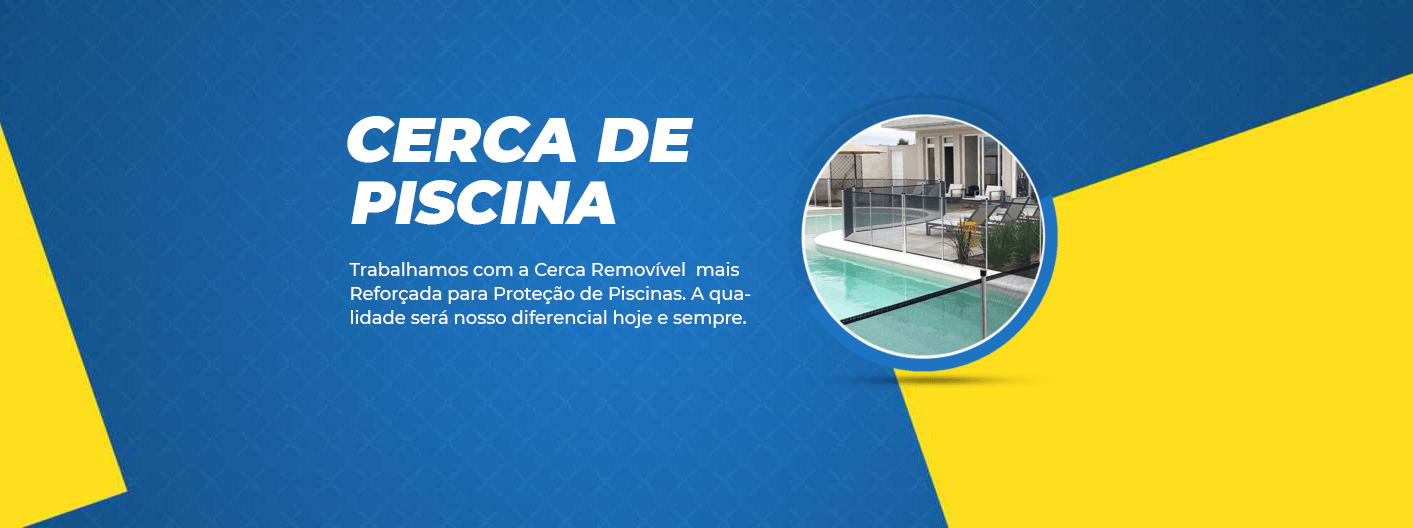 CERCA DE
PISCINA
Trabalhamos com a Cerca Removível  mais
Reforçada para Proteção de Piscinas. A qua-
lidade será nosso diferencial hoje e sempre.